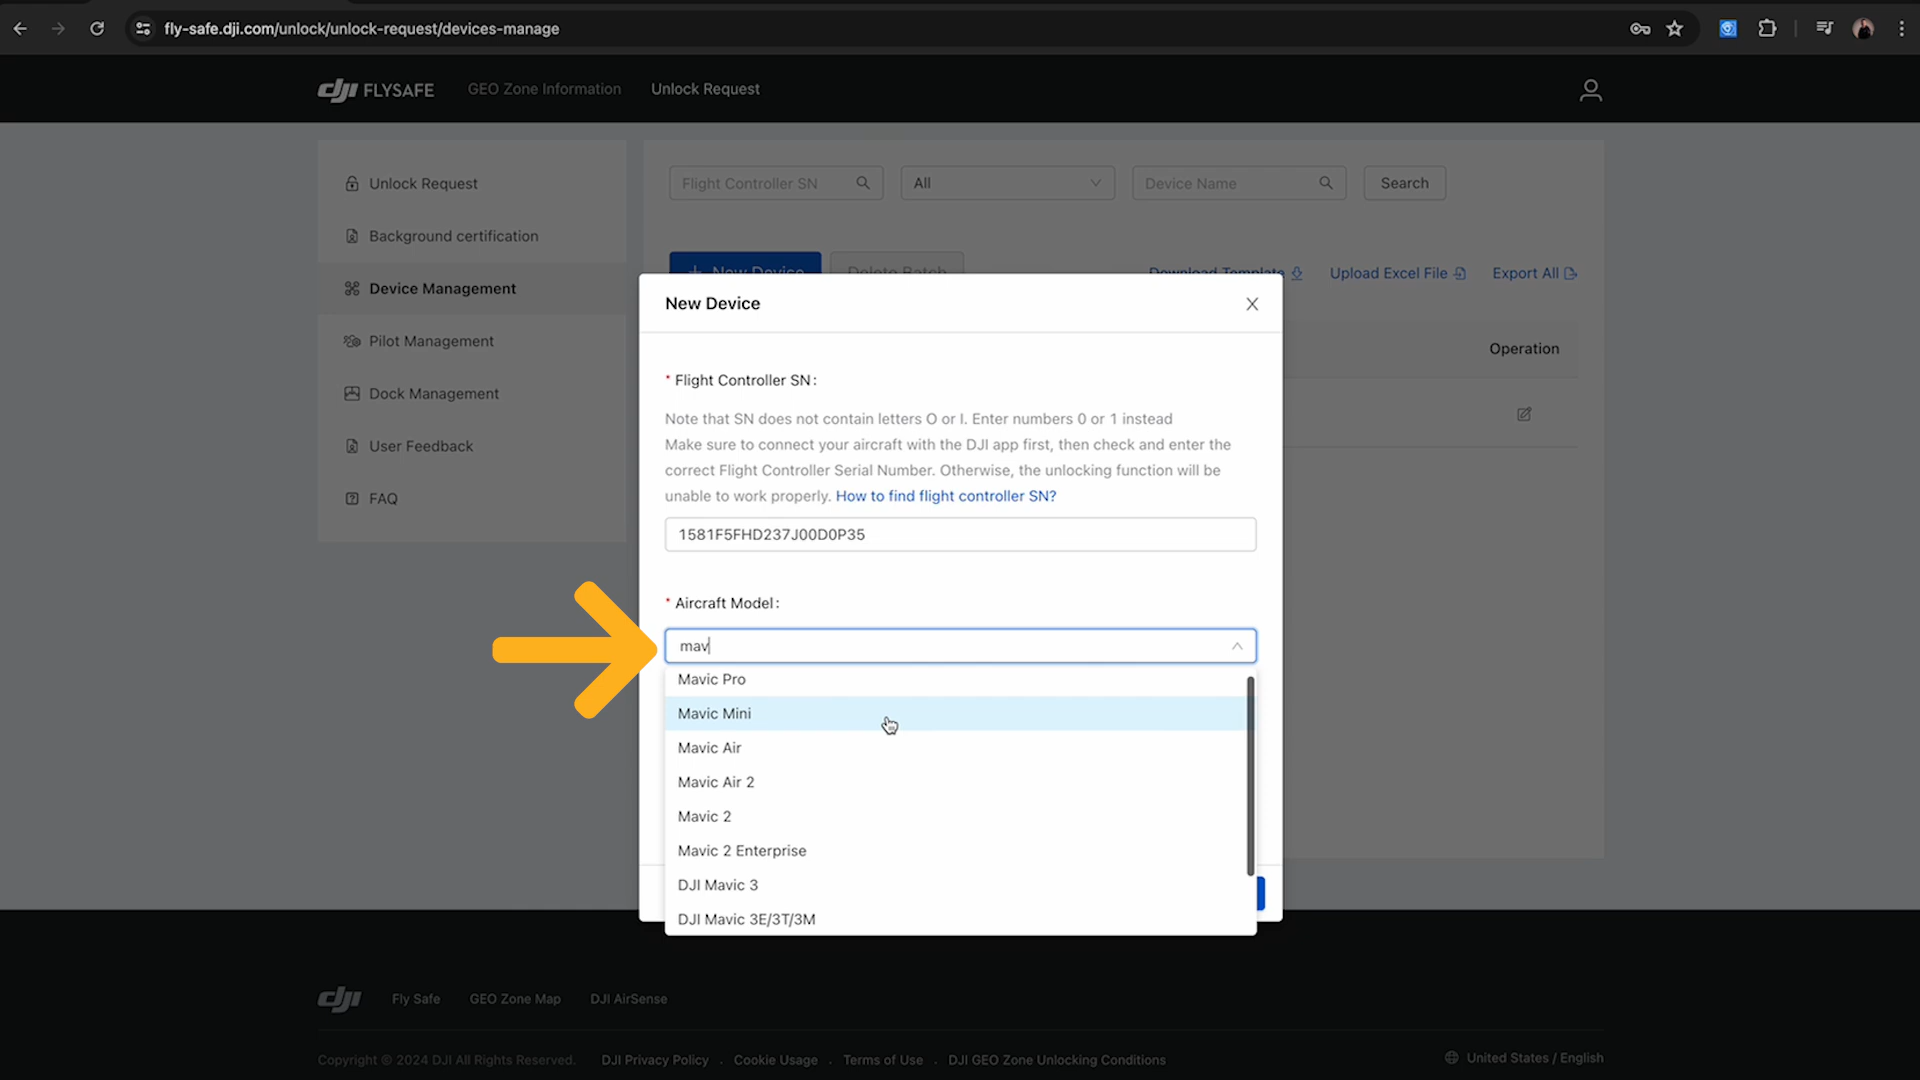 fly-safe.dji.com/unlock/unlock-request/devices-manage
dji FLYSAFE GEO Zone Information Unlock Request
Unlock Request
Background certification
Device Management
Pilot Management
Dock Management
User Feedback
FAQ
Flight Controller SN All Device Name Search
+ New Device Delete Batch Download Template Upload Excel File Export All
Operation
New Device
* Flight Controller SN:
Note that SN does not contain letters O or I. Enter numbers 0 or 1 instead
Make sure to connect your aircraft with the DJI app first, then check and enter the
correct Flight Controller Serial Number. Otherwise, the unlocking function will be
unable to work properly. How to find flight controller SN?
1581F5FHD237J00D0P35
* Aircraft Model:
mav
Mavic Pro
Mavic Mini
Mavic Air
Mavic Air 2
Mavic 2
Mavic 2 Enterprise
DJI Mavic 3
DJI Mavic 3E/3T/3M
dji Fly Safe GEO Zone Map DJI AirSense
Copyright © 2024 DJI All Rights Reserved. DJI Privacy Policy . Cookie Usage . Terms of Use . DJI GEO Zone Unlocking Conditions United States / English